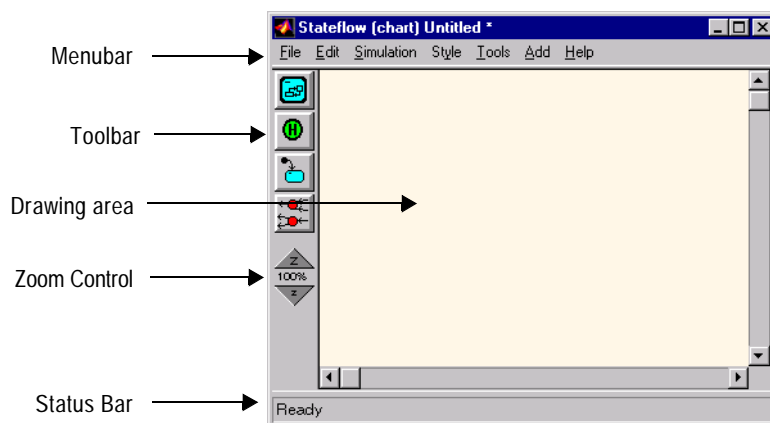 Stateflow (chart) Untitled *
Menubar
File Edit Simulation Style Tools Add Help
Toolbar
H
Drawing area
Zoom Control
Z
100%
z
Status Bar
Ready